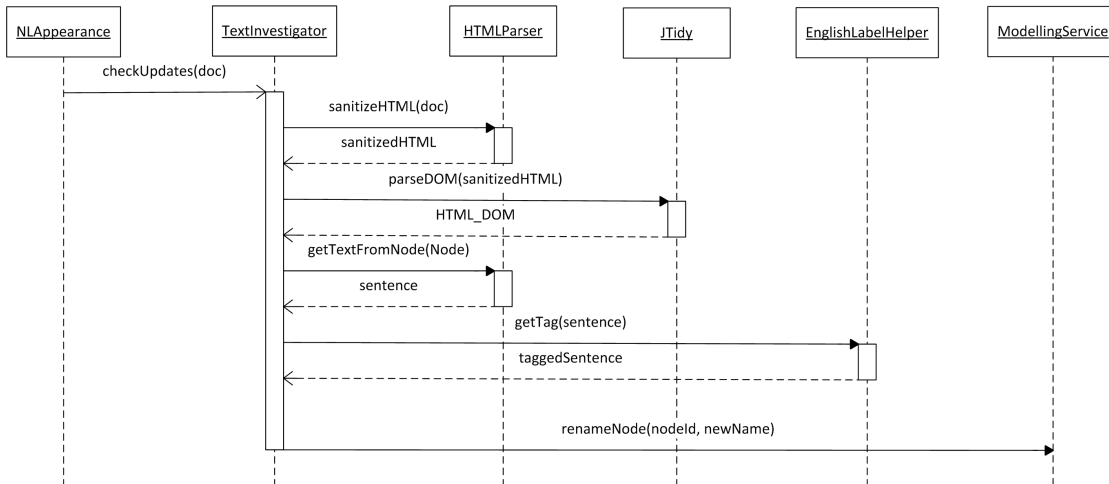 NLAppearance
TextInvestigator
HTMLParser
JTidy
EnglishLabelHelper
ModellingService
checkUpdates(doc)
sanitizeHTML(doc)
sanitizedHTML
parseDOM(sanitizedHTML)
HTML_DOM
getTextFromNode(Node)
sentence
getTag(sentence)
taggedSentence
renameNode(nodeId, newName)